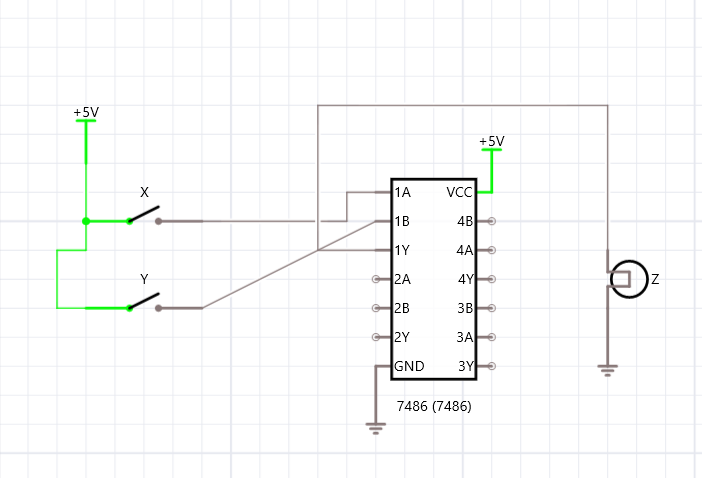 +5V
+5V
X
1A VCC
1B 4B
1Y 4A
Y
2A 4Y
Z
2B 3B
2Y 3A
GND 3Y
7486 (7486)